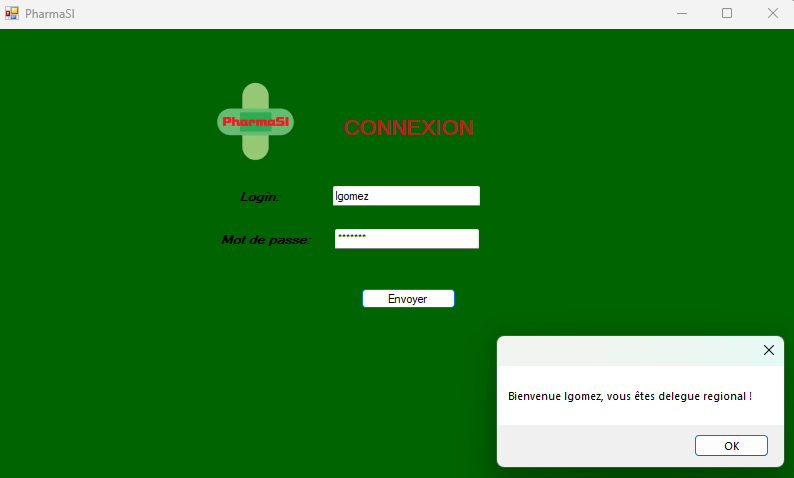 PharmaSI
PharmaSI
CONNEXION
Login:
lgomez
Mot de passe:
*******
Envoyer
Bienvenue lgomez, vous êtes delegue regional !
OK